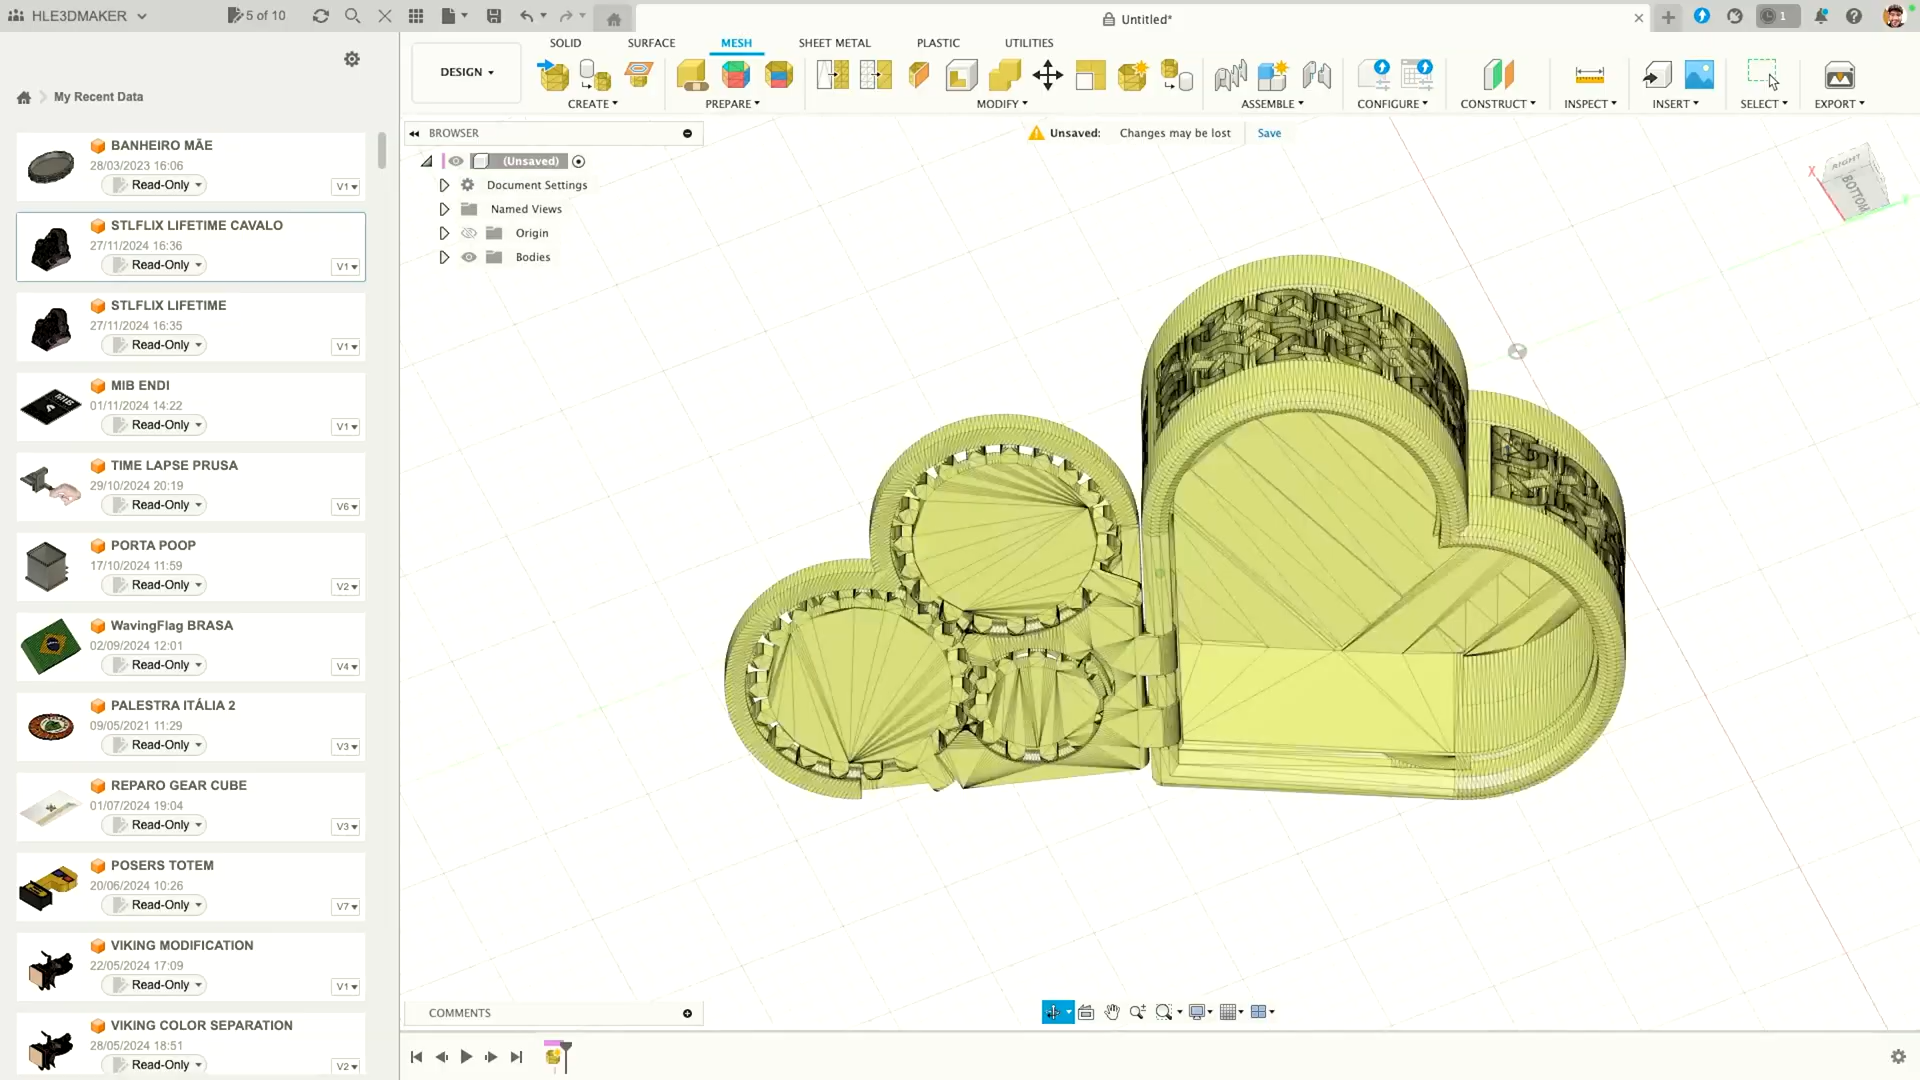 HLE3DMAKER
5 of 10
Untitled*
1
My Recent Data
BANHEIRO MÃE
28/03/2023 16:06
Read-Only
V1
STLFLIX LIFETIME CAVALO
27/11/2024 16:36
Read-Only
V1
STLFLIX LIFETIME
27/11/2024 16:35
Read-Only
V1
MIB ENDI
01/11/2024 14:22
Read-Only
V1
TIME LAPSE PRUSA
29/10/2024 20:19
Read-Only
V6
PORTA POOP
17/10/2024 11:59
Read-Only
V2
WavingFlag BRASA
02/09/2024 12:01
Read-Only
V4
PALESTRA ITÁLIA 2
09/05/2021 11:29
Read-Only
V3
REPARO GEAR CUBE
01/07/2024 19:04
Read-Only
V3
POSERS TOTEM
20/06/2024 10:26
Read-Only
V7
VIKING MODIFICATION
22/05/2024 17:09
Read-Only
V1
VIKING COLOR SEPARATION
28/05/2024 18:51
Read-Only
V2
DESIGN
SOLID
SURFACE
MESH
SHEET METAL
PLASTIC
UTILITIES
CREATE
PREPARE
MODIFY
ASSEMBLE
CONFIGURE
CONSTRUCT
INSPECT
INSERT
SELECT
EXPORT
BROWSER
Unsaved: Changes may be lost
Save
(Unsaved)
Document Settings
Named Views
Origin
Bodies
X
RIGHT
BOTTOM
COMMENTS